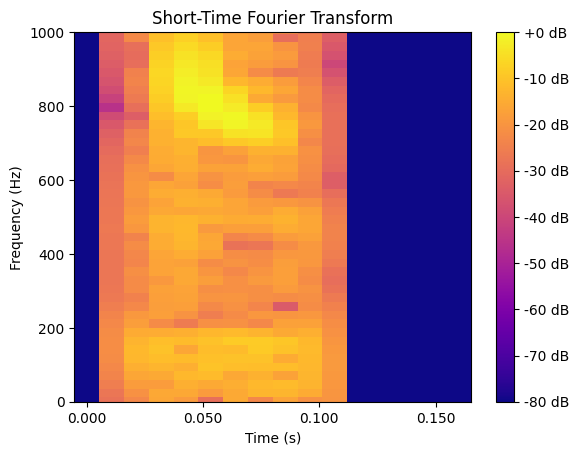 Short-Time Fourier Transform
1000
800
600
400
200
0
Frequency (Hz)
0.000
0.050
0.100
0.150
Time (s)
+0 dB
-10 dB
-20 dB
-30 dB
-40 dB
-50 dB
-60 dB
-70 dB
-80 dB